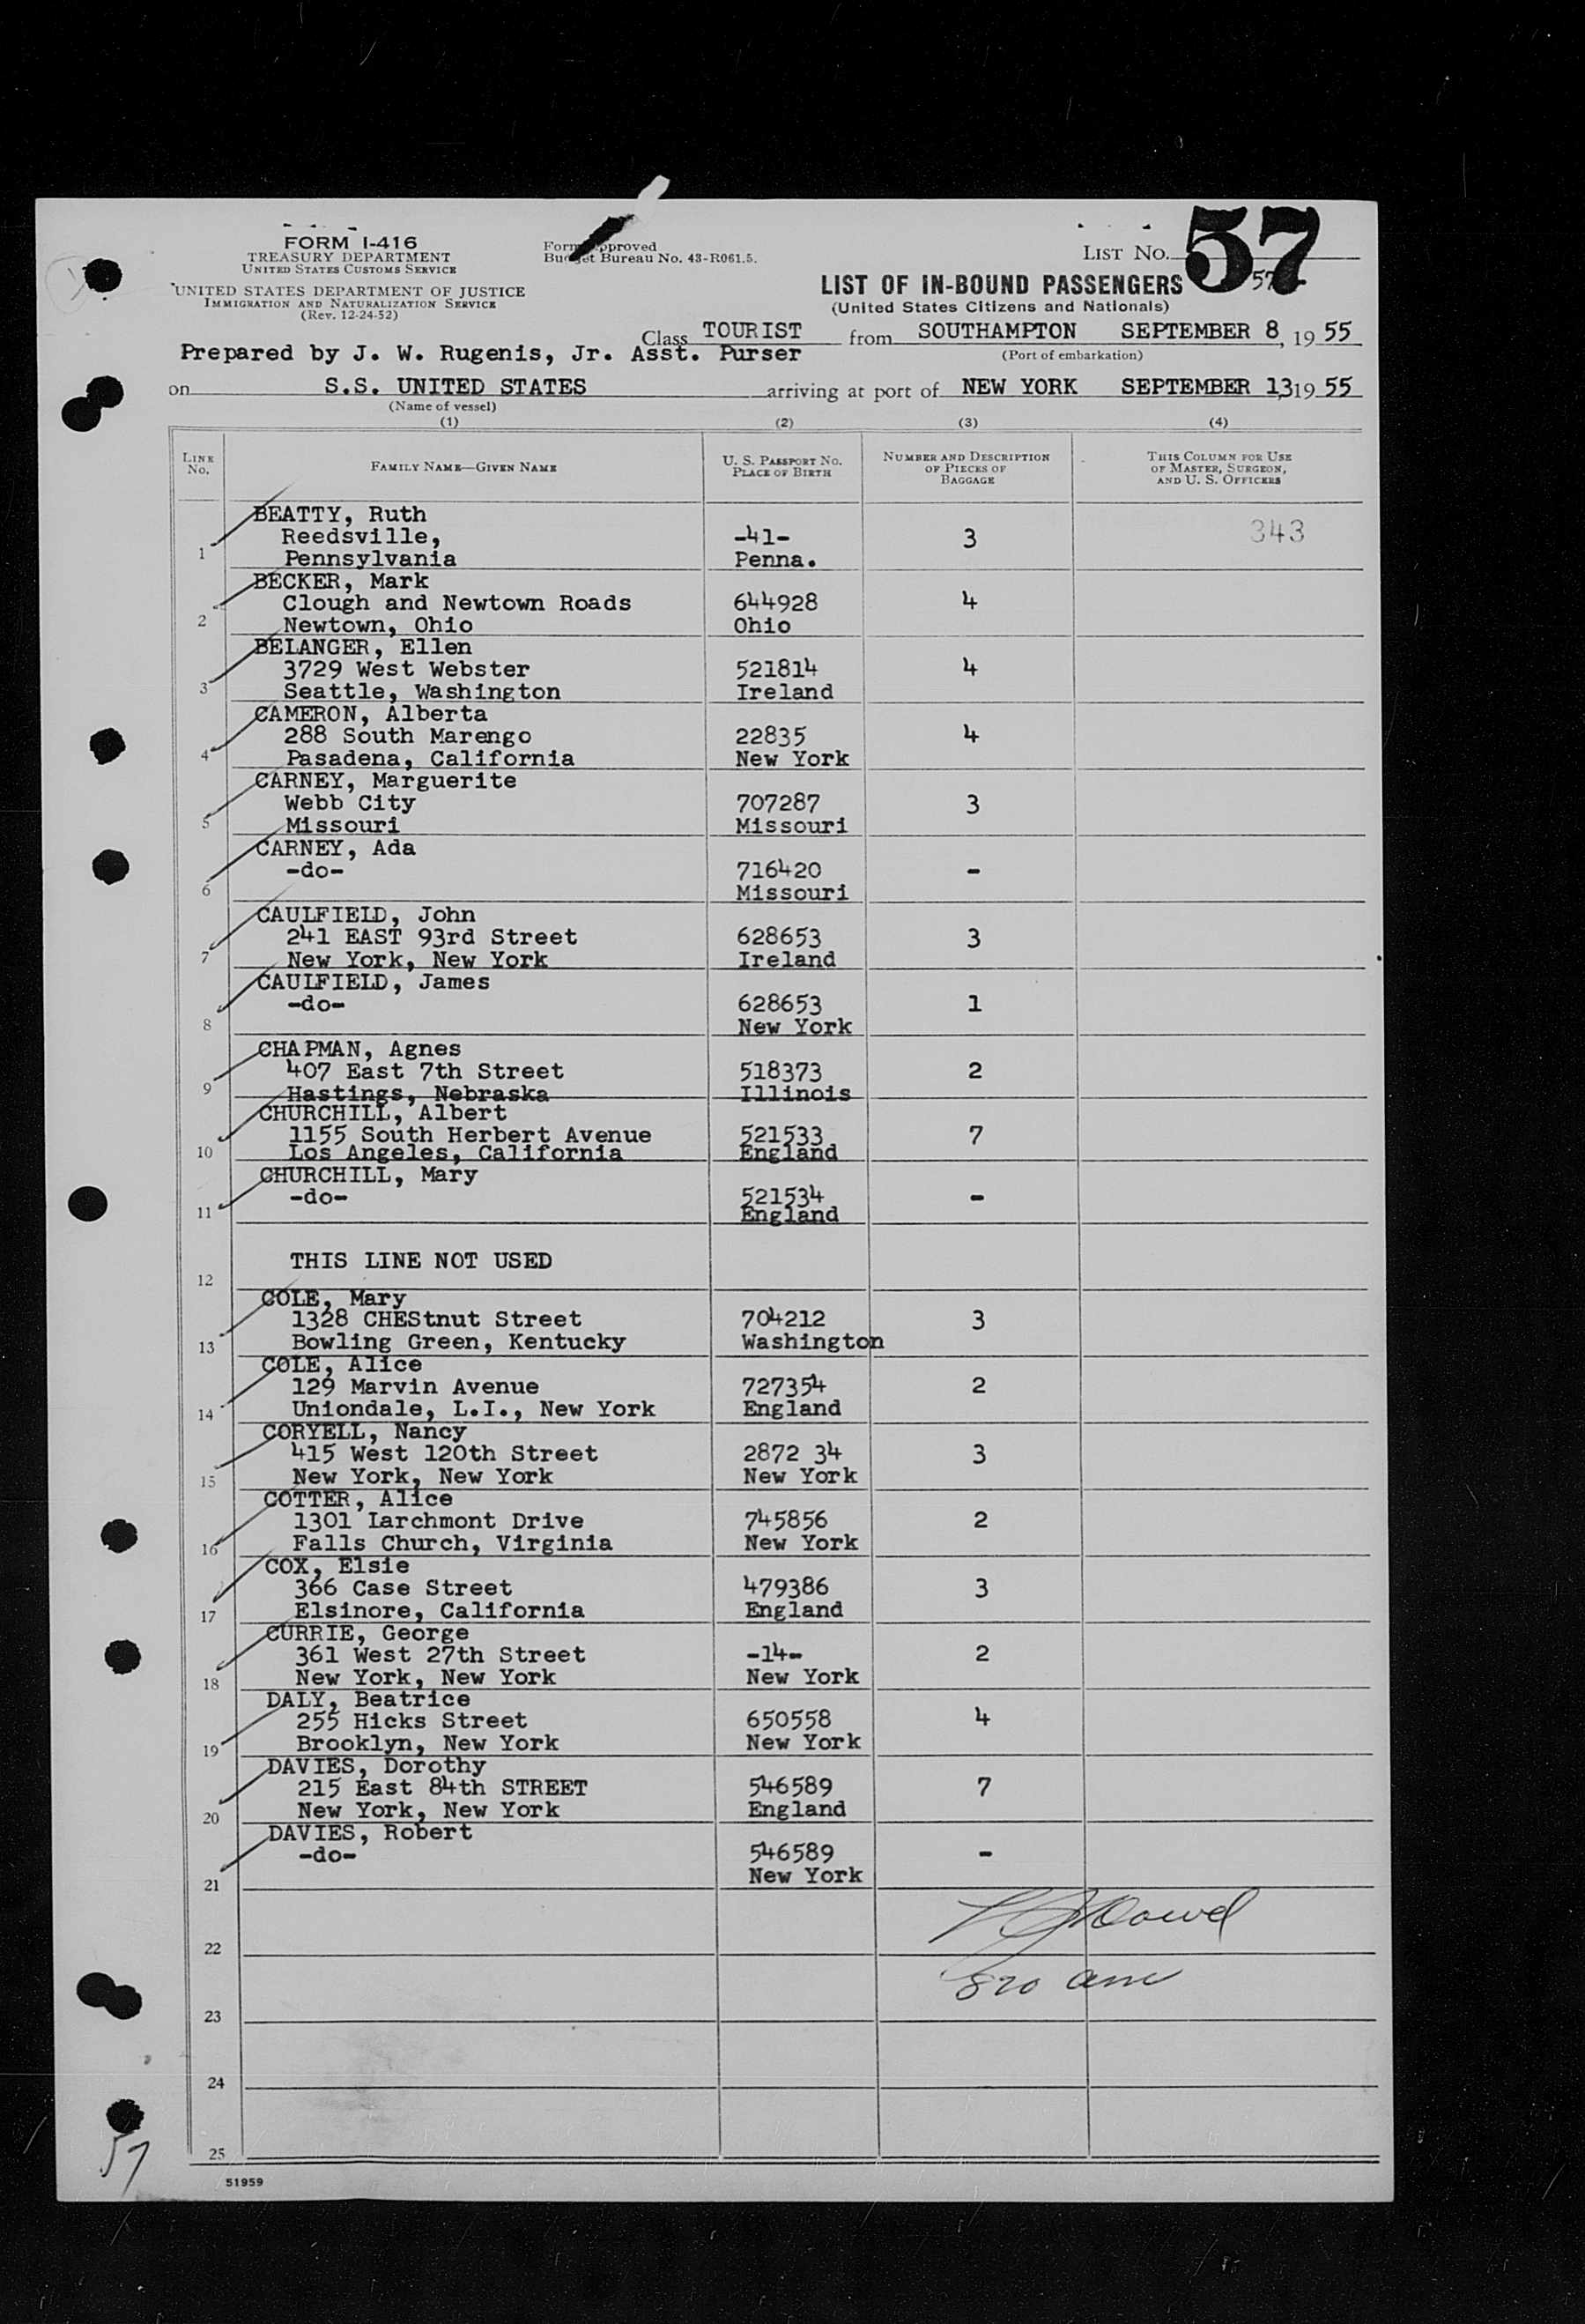 FORM I-416
TREASURY DEPARTMENT
UNITED STATES CUSTOMS SERVICE
UNITED STATES DEPARTMENT OF JUSTICE
IMMIGRATION AND NATURALIZATION SERVICE
(Rev. 12-24-52)
Form Approved
Budget Bureau No. 43-R061.5.
LIST No. 57
57
LIST OF IN-BOUND PASSENGERS
(United States Citizens and Nationals)
Class TOURIST from SOUTHAMPTON SEPTEMBER 8, 19 55
Prepared by J. W. Rugenis, Jr. Asst. Purser (Port of embarkation)
on S.S. UNITED STATES arriving at port of NEW YORK SEPTEMBER 13, 19 55
(Name of vessel)
(1) (2) (3) (4)
LINE No. FAMILY NAME—GIVEN NAME U. S. PASSPORT No. PLACE OF BIRTH NUMBER AND DESCRIPTION OF PIECES OF BAGGAGE THIS COLUMN FOR USE OF MASTER, SURGEON, AND U. S. OFFICERS
BEATTY, Ruth
Reedsville, -41- 3 343
1 Pennsylvania Penna.
BECKER, Mark
Clough and Newtown Roads 644928 4
2 Newtown, Ohio Ohio
BELANGER, Ellen
3729 West Webster 521814 4
3 Seattle, Washington Ireland
CAMERON, Alberta
288 South Marengo 22835 4
4 Pasadena, California New York
CARNEY, Marguerite
Webb City 707287 3
5 Missouri Missouri
CARNEY, Ada
-do- 716420 -
6 Missouri
CAULFIELD, John
241 EAST 93rd Street 628653 3
7 New York, New York Ireland
CAULFIELD, James
-do- 628653 1
8 New York
CHAPMAN, Agnes
407 East 7th Street 518373 2
9 Hastings, Nebraska Illinois
CHURCHILL, Albert
1155 South Herbert Avenue 521533 7
10 Los Angeles, California England
CHURCHILL, Mary
-do- 521534 -
11 England
THIS LINE NOT USED
12
COLE, Mary
1328 CHEStnut Street 704212 3
13 Bowling Green, Kentucky Washington
COLE, Alice
129 Marvin Avenue 727354 2
14 Uniondale, L.I., New York England
CORYELL, Nancy
415 West 120th Street 2872 34 3
15 New York, New York New York
COTTER, Alice
1301 Larchmont Drive 745856 2
16 Falls Church, Virginia New York
COX, Elsie
366 Case Street 479386 3
17 Elsinore, California England
CURRIE, George
361 West 27th Street -14- 2
18 New York, New York New York
DALY, Beatrice
255 Hicks Street 650558 4
19 Brooklyn, New York New York
DAVIES, Dorothy
215 East 84th STREET 546589 7
20 New York, New York England
DAVIES, Robert
-do- 546589 -
21 New York
22
820 am
23
24
25
57
51959